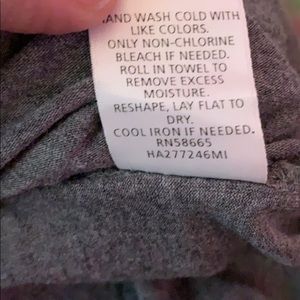 HAND WASH COLD WITH
LIKE COLORS.
ONLY NON-CHLORINE
BLEACH IF NEEDED.
ROLL IN TOWEL TO
REMOVE EXCESS
MOISTURE.
RESHAPE, LAY FLAT TO
DRY.
COOL IRON IF NEEDED.
RN58665
HA277246MI